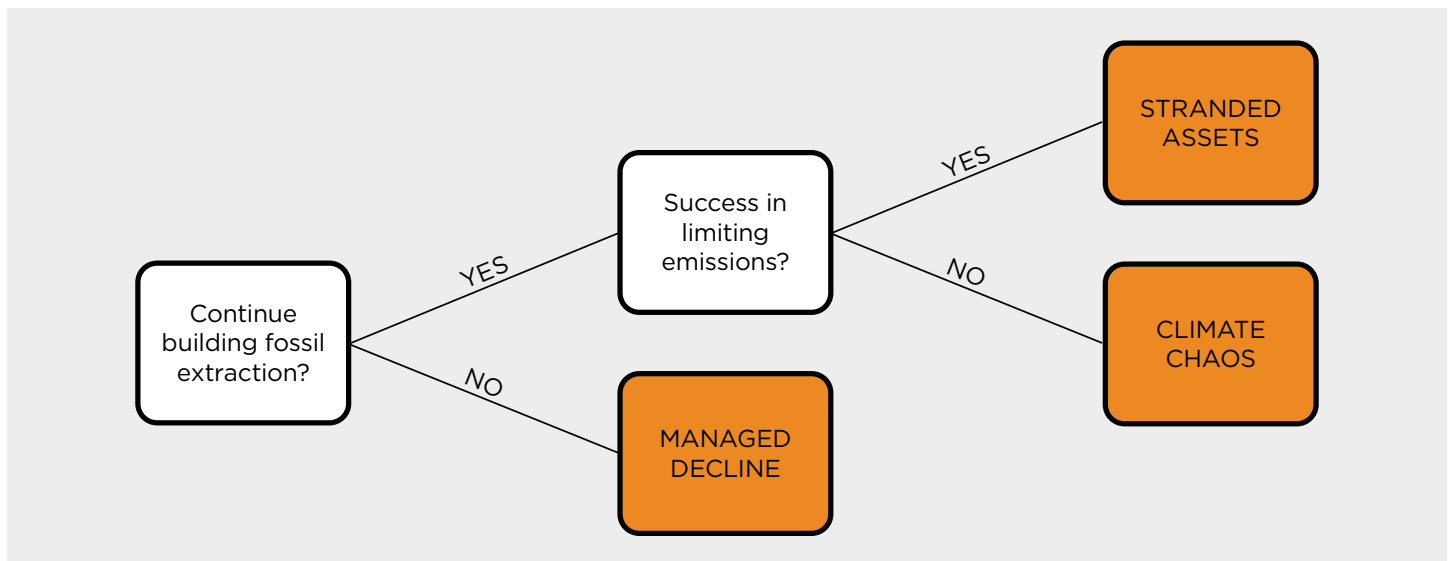 Continue
building fossil
extraction?
YES
NO
Success in
limiting
emissions?
MANAGED
DECLINE
YES
NO
STRANDED
ASSETS
CLIMATE
CHAOS